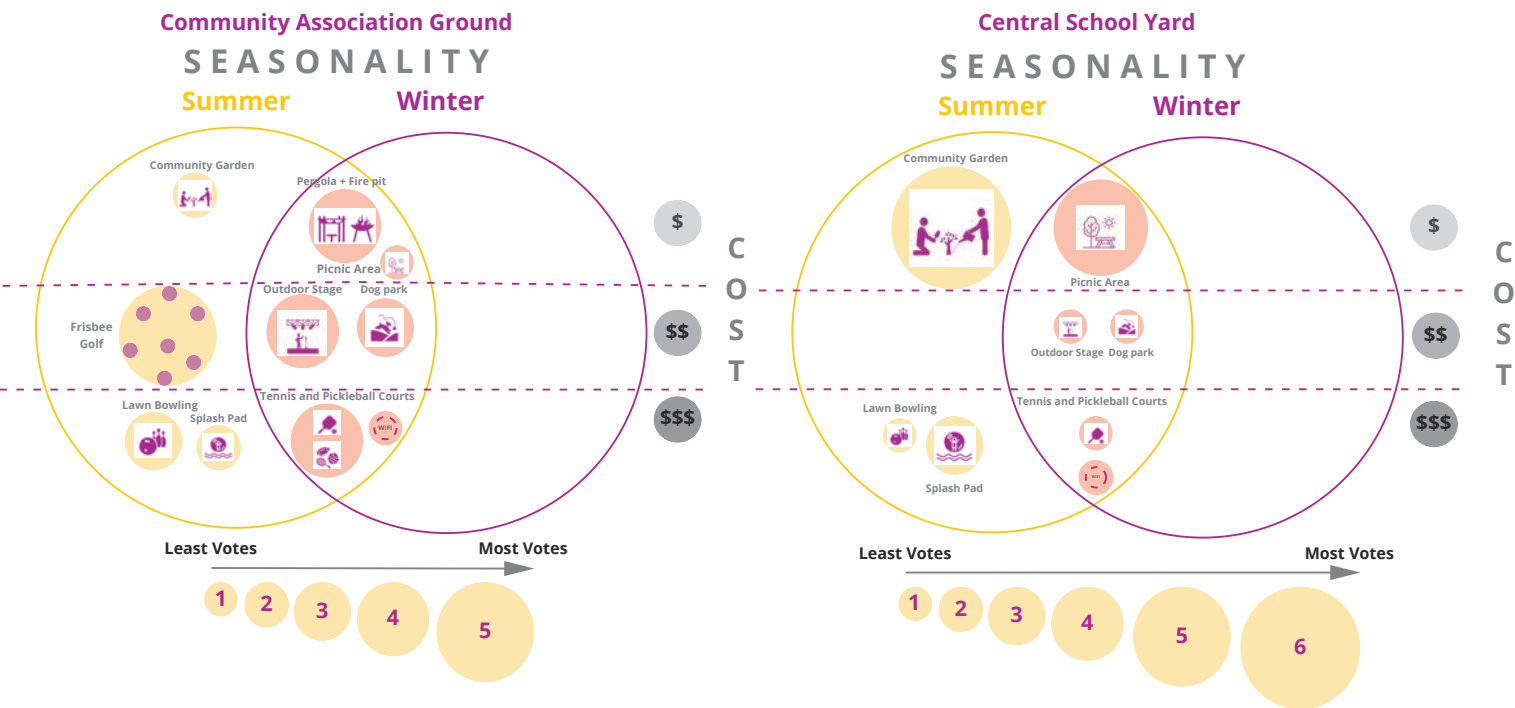 Community Association Ground
SEASONALITY
Summer
Winter
Community Garden
Pergola + Fire pit
Picnic Area
Outdoor Stage
Dog park
Frisbee
Golf
Lawn Bowling
Splash Pad
Tennis and Pickleball Courts
WIFI
$
$$
$$$
C
O
S
T
Least Votes
Most Votes
1
2
3
4
5
Central School Yard
SEASONALITY
Summer
Winter
Community Garden
Picnic Area
Outdoor Stage
Dog park
Lawn Bowling
Splash Pad
Tennis and Pickleball Courts
WIFI
$
$$
$$$
C
O
S
T
Least Votes
Most Votes
1
2
3
4
5
6